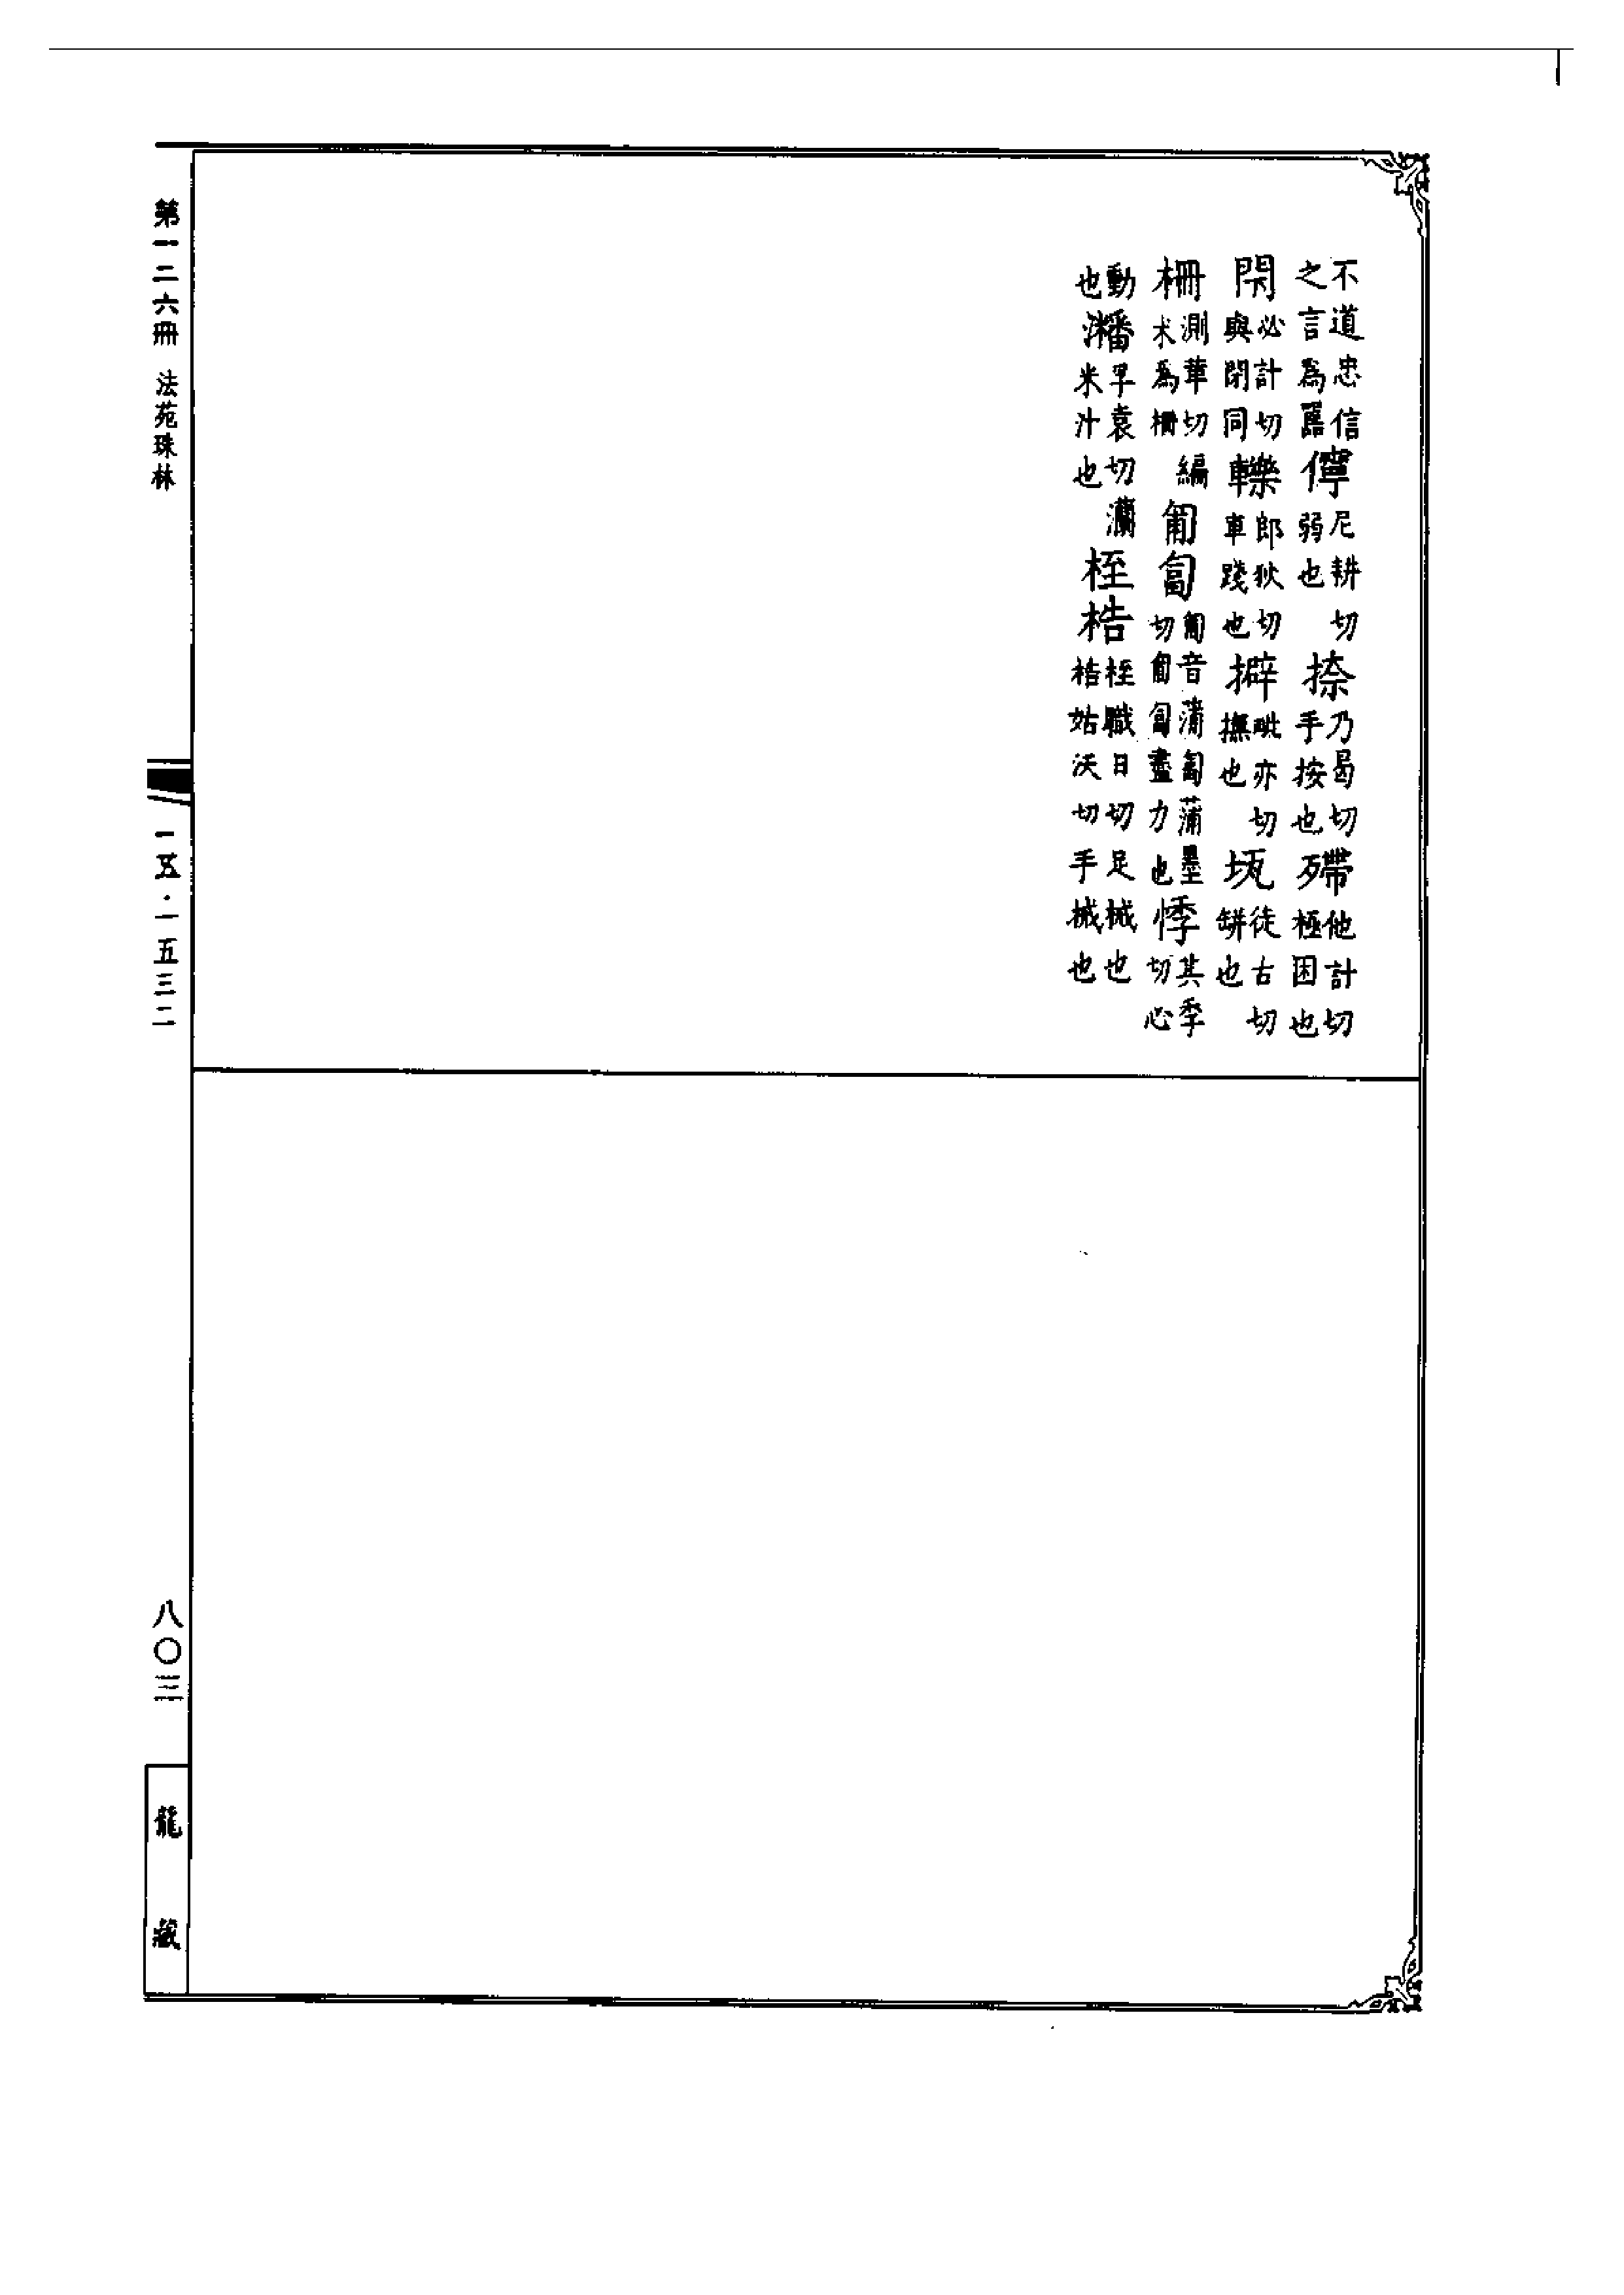 不道忠信之言為嚚儜尼耕切弱也捺乃曷切手按也殢他計切極困也
閇必計切與閉同轢郎狄切車踐也擗毗亦切撫也徒古切缾也
柵測革切編木為柵匍匐匍音蒲匐蒲墨切匍匐盡力也悸其季切心
動也潘孚袁切瀾米汁也桎梏桎職日切足械也梏姑沃切手械也
第一二六冊 法苑珠林
一五·一五三二
八〇三
龍藏